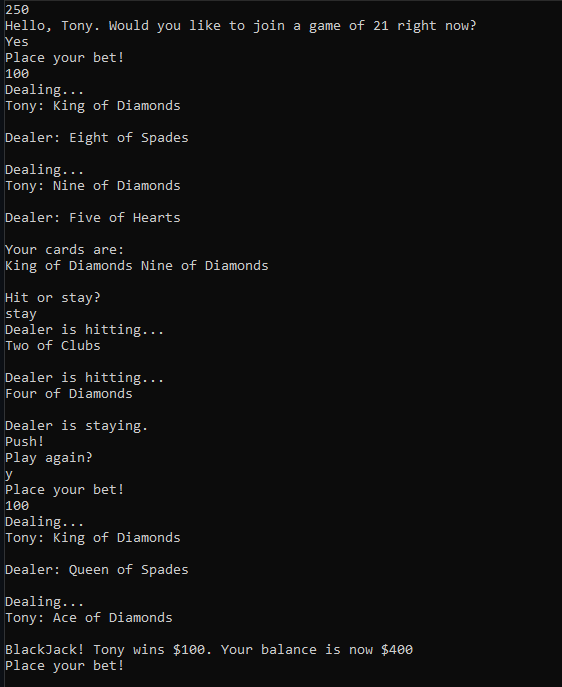 250
Hello, Tony. Would you like to join a game of 21 right now?
Yes
Place your bet!
100
Dealing...
Tony: King of Diamonds
Dealer: Eight of Spades
Dealing...
Tony: Nine of Diamonds
Dealer: Five of Hearts
Your cards are:
King of Diamonds Nine of Diamonds
Hit or stay?
stay
Dealer is hitting...
Two of Clubs
Dealer is hitting...
Four of Diamonds
Dealer is staying.
Push!
Play again?
y
Place your bet!
100
Dealing...
Tony: King of Diamonds
Dealer: Queen of Spades
Dealing...
Tony: Ace of Diamonds
BlackJack! Tony wins $100. Your balance is now $400
Place your bet!